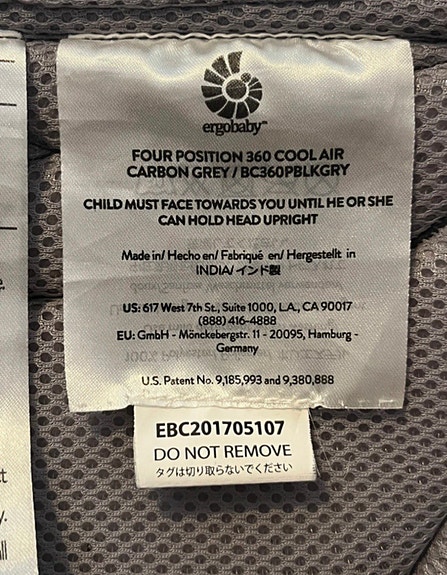 ergobaby™
FOUR POSITION 360 COOL AIR
CARBON GREY / BC360PBLKGRY
CHILD MUST FACE TOWARDS YOU UNTIL HE OR SHE
CAN HOLD HEAD UPRIGHT
Made in/ Hecho en/ Fabriqué en/ Hergestellt in
INDIA/ インド製
US: 617 West 7th St., Suite 1000, L.A., CA 90017
(888) 416-4888
EU: GmbH - Mönckebergstr. 11 - 20095, Hamburg -
Germany
U.S. Patent No. 9,185,993 and 9,380,888
EBC201705107
DO NOT REMOVE
タグは切り取らないでください